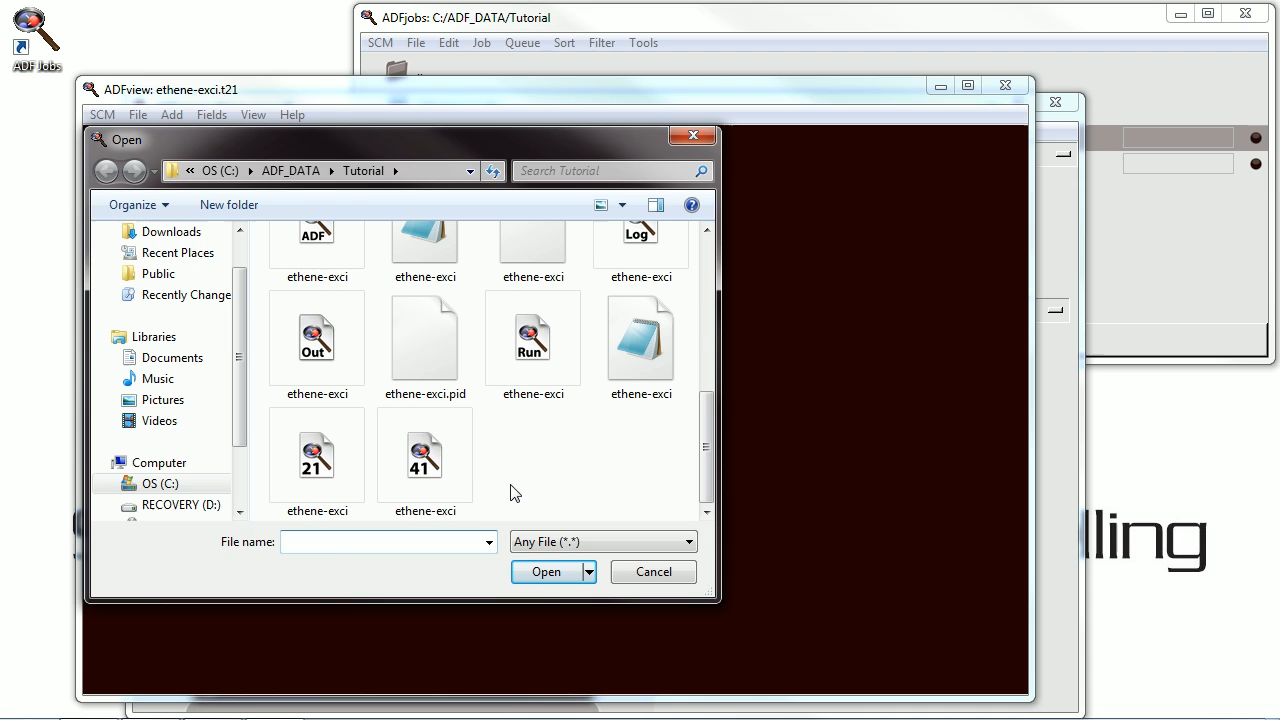 ADF Jobs
ADFjobs: C:/ADF_DATA/Tutorial
SCM File Edit Job Queue Sort Filter Tools
ADFview: ethene-exci.t21
SCM File Add Fields View Help
Open
« OS (C:) ADF_DATA Tutorial
Search Tutorial
Organize New folder
Downloads
Recent Places
Public
Recently Change
Libraries
Documents
Music
Pictures
Videos
Computer
OS (C:)
RECOVERY (D:)
ADF Log
ethene-exci ethene-exci ethene-exci ethene-exci
Out Run
ethene-exci ethene-exci.pid ethene-exci ethene-exci
21 41
ethene-exci ethene-exci
File name: Any File (*.*)
Open Cancel
lling